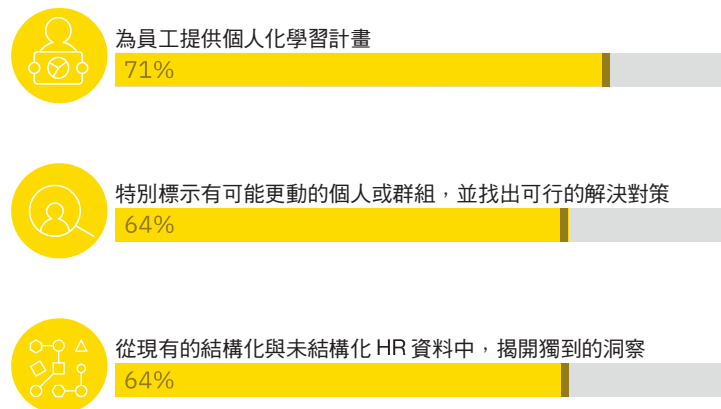 為員工提供個人化學習計畫
71%
特別標示有可能更動的個人或群組，並找出可行的解決對策
64%
從現有的結構化與未結構化 HR 資料中，揭開獨到的洞察
64%